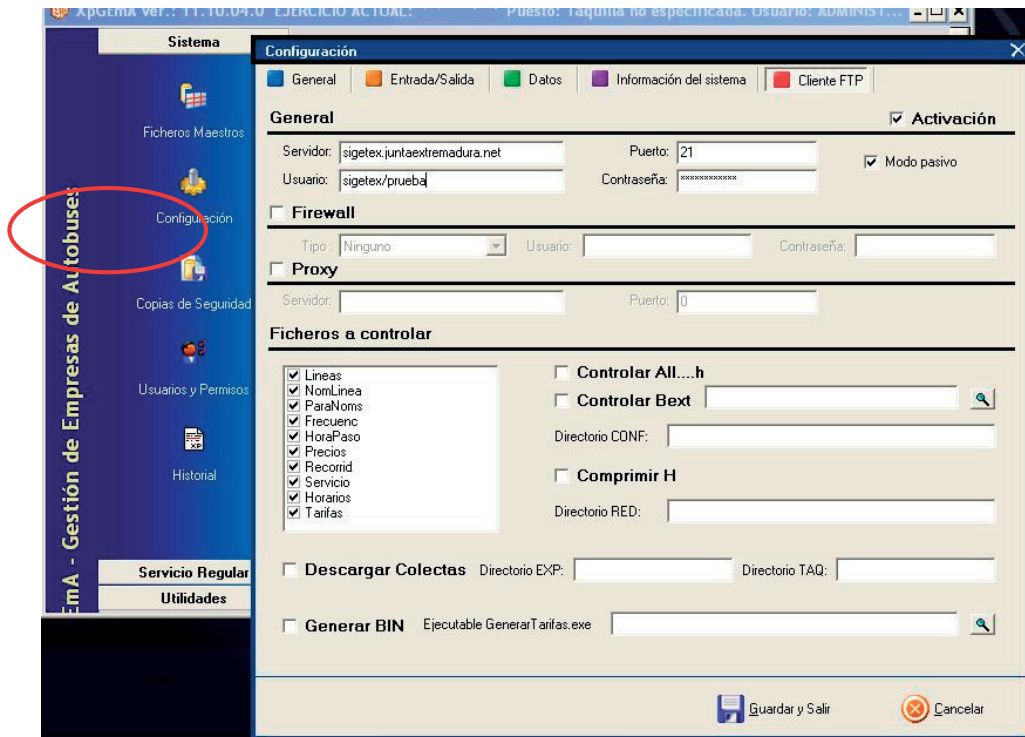 XpGEmA Ver.: 11.10.04.0 EJERCICIO ACTUAL: Puesto: Taquilla no especificada. Usuario: ADMINIST...
EmA - Gestión de Empresas de Autobuses
Sistema
Ficheros Maestros
Configuración
Copias de Seguridad
Usuarios y Permisos
Historial
Servicio Regular
Utilidades
Configuración
General Entrada/Salida Datos Información del sistema Cliente FTP
General Activación
Servidor: sigetex.juntaextremadura.net Puerto: 21 Modo pasivo
Usuario: sigetex/prueba Contraseña: ************
Firewall
Tipo : Ninguno Usuario: Contraseña:
Proxy
Servidor: Puerto: 0
Ficheros a controlar
Lineas
NomLinea
ParaNoms
Frecuenc
HoraPaso
Precios
Recorrid
Servicio
Horarios
Tarifas
Controlar All....h
Controlar Bext
Directorio CONF:
Comprimir H
Directorio RED:
Descargar Colectas Directorio EXP: Directorio TAQ:
Generar BIN Ejecutable GenerarTarifas.exe
Guardar y Salir Cancelar